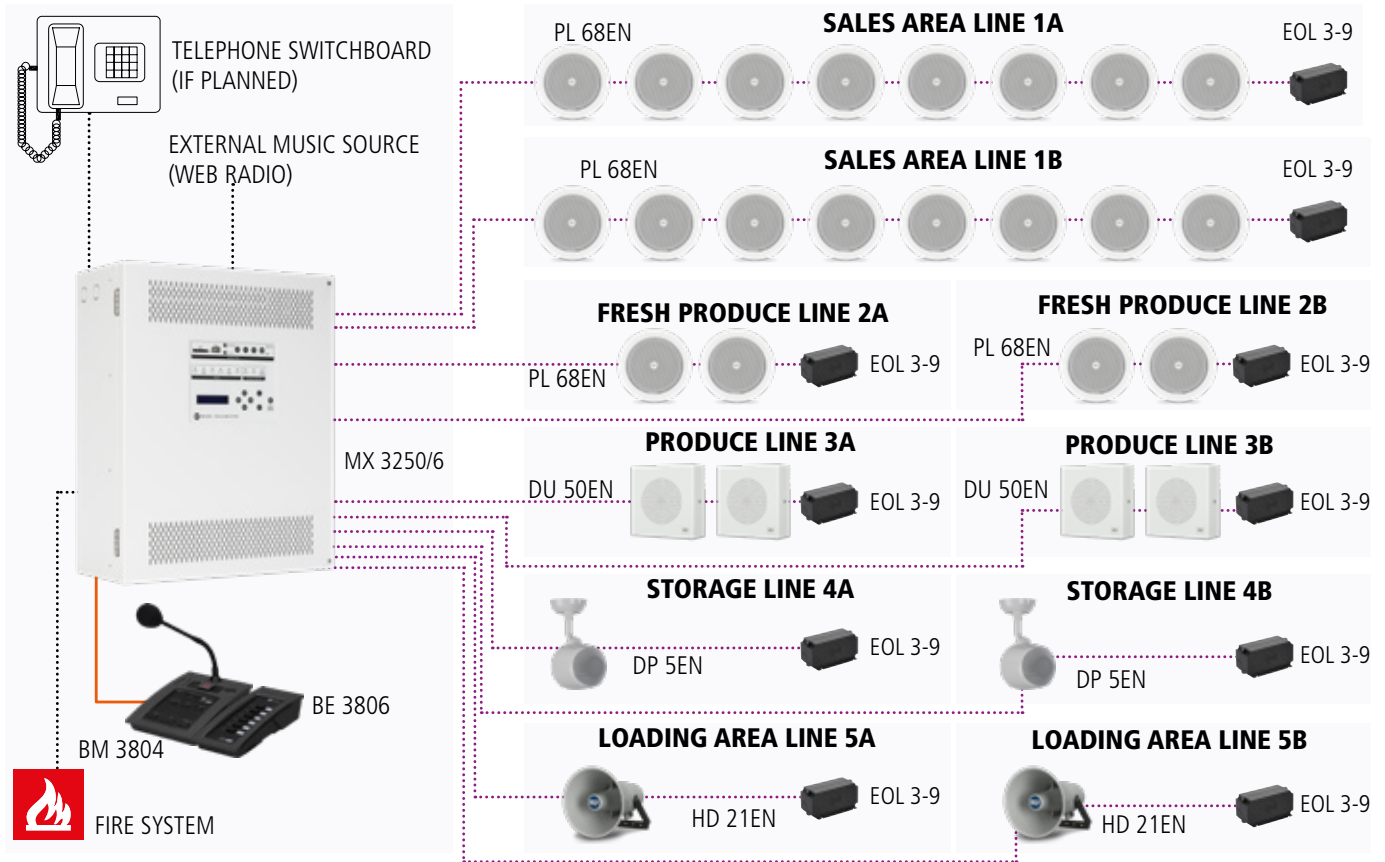 TELEPHONE SWITCHBOARD
(IF PLANNED)
EXTERNAL MUSIC SOURCE
(WEB RADIO)
MX 3250/6
BE 3806
BM 3804
FIRE SYSTEM
SALES AREA LINE 1A
PL 68EN
EOL 3-9
SALES AREA LINE 1B
PL 68EN
EOL 3-9
FRESH PRODUCE LINE 2A
PL 68EN
EOL 3-9
FRESH PRODUCE LINE 2B
PL 68EN
EOL 3-9
PRODUCE LINE 3A
DU 50EN
EOL 3-9
PRODUCE LINE 3B
DU 50EN
EOL 3-9
STORAGE LINE 4A
DP 5EN
EOL 3-9
STORAGE LINE 4B
DP 5EN
EOL 3-9
LOADING AREA LINE 5A
HD 21EN
EOL 3-9
LOADING AREA LINE 5B
HD 21EN
EOL 3-9